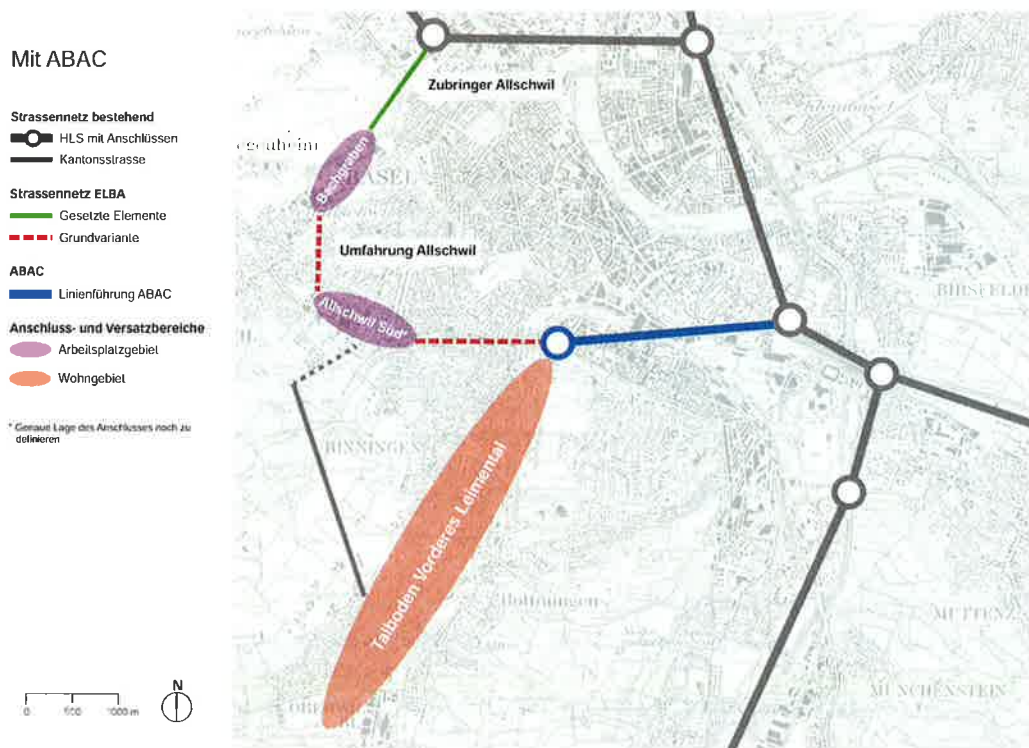 Mit ABAC
Strassennetz bestehend
HLS mit Anschlüssen
Kantonsstrasse
Strassennetz ELBA
Gesetzte Elemente
Grundvariante
ABAC
Linienführung ABAC
Anschluss- und Versatzbereiche
Arbeitsplatzgebiet
Wohngebiet
* Genaue Lage des Anschlusses noch zu
definieren
0 500 1000 m
N
Zubringer Allschwil
Bachgraben
BASEL
Umfahrung Allschwil
Allschwil Süd*
Talboden Vorderes Leimental
BINNINGEN
Bottmingen
MUTTENZ
MÜNCHENSTEIN